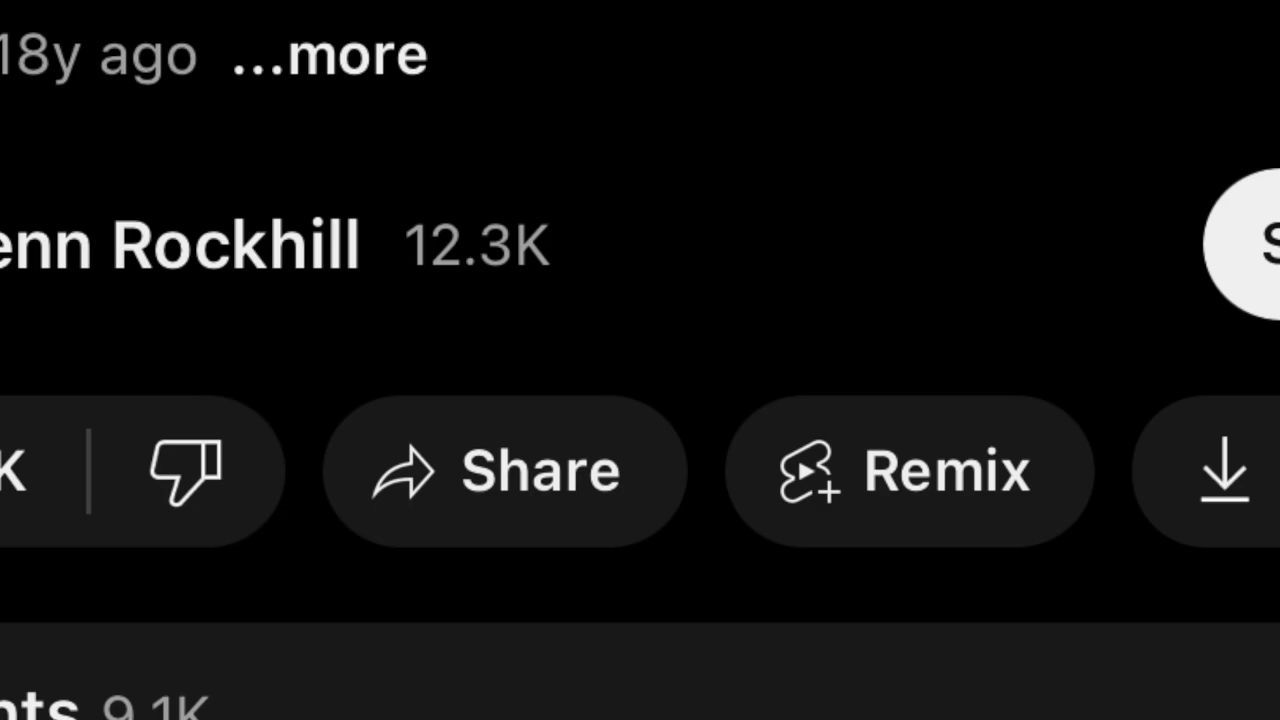 18y ago ...more
enn Rockhill 12.3K S
K Share Remix
nts 9.1K